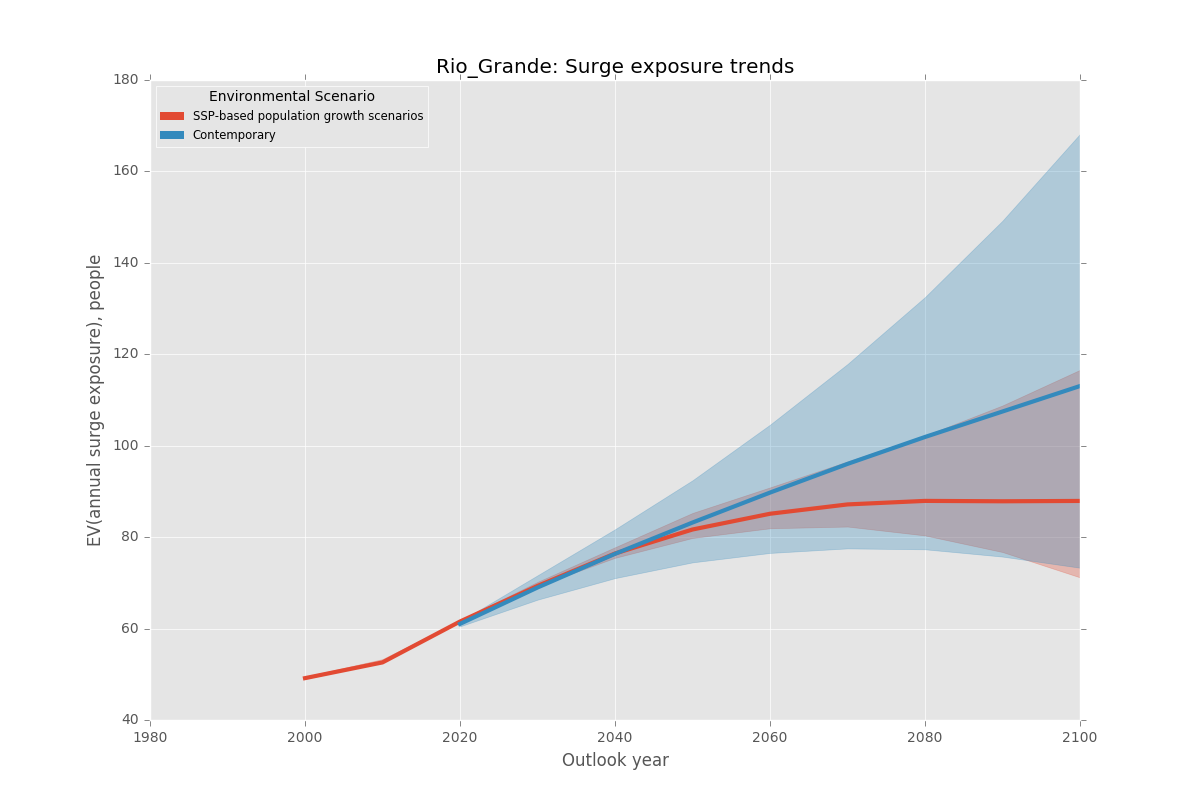 Rio_Grande: Surge exposure trends
Environmental Scenario
SSP-based population growth scenarios
Contemporary
EV(annual surge exposure), people
180
160
140
120
100
80
60
40
1980
2000
2020
2040
2060
2080
2100
Outlook year